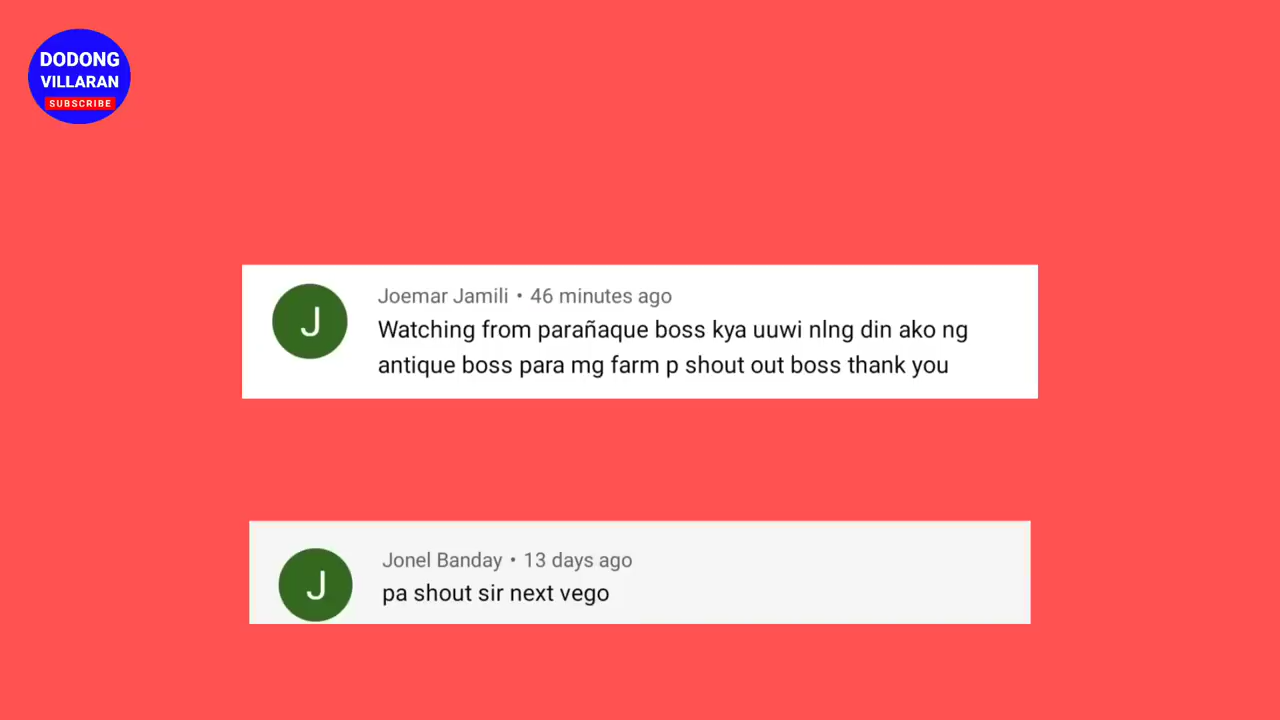 DODONG
VILLARAN
SUBSCRIBE
J
Joemar Jamili • 46 minutes ago
Watching from parañaque boss kya uuwi nlng din ako ng
antique boss para mg farm p shout out boss thank you
J
Jonel Banday • 13 days ago
pa shout sir next vego